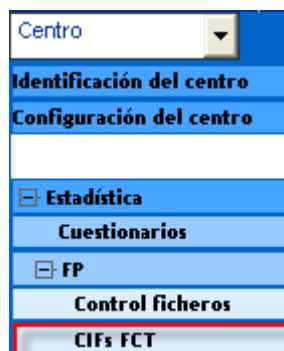 Centro
Identificación del centro
Configuración del centro
Estadística
Cuestionarios
FP
Control ficheros
CIFs FCT